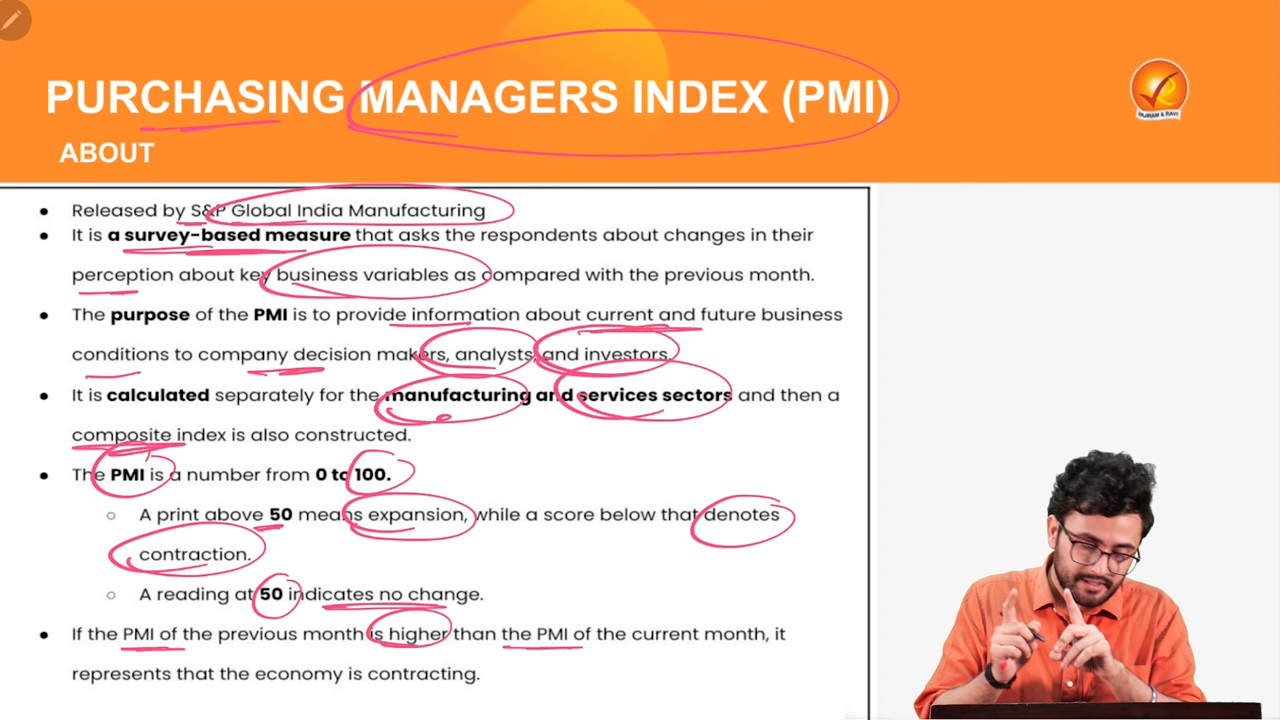 PURCHASING MANAGERS INDEX (PMI)
ABOUT
VAJIRAM & RAVI
● Released by S&P Global India Manufacturing
● It is a survey-based measure that asks the respondents about changes in their
perception about key business variables as compared with the previous month.
● The purpose of the PMI is to provide information about current and future business
conditions to company decision makers, analysts, and investors.
● It is calculated separately for the manufacturing and services sectors and then a
composite index is also constructed.
● The PMI is a number from 0 to 100.
○ A print above 50 means expansion, while a score below that denotes
contraction.
○ A reading at 50 indicates no change.
● If the PMI of the previous month is higher than the PMI of the current month, it
represents that the economy is contracting.